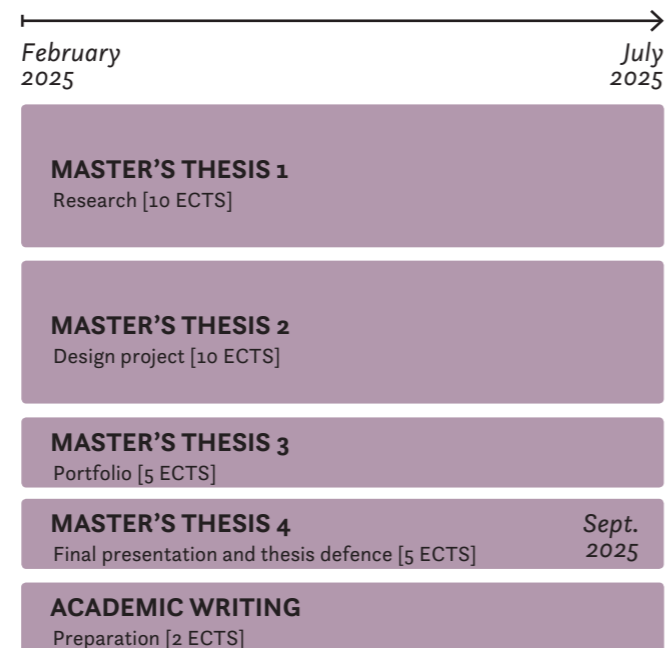 February
2025
July
2025
MASTER’S THESIS 1
Research [10 ECTS]
MASTER’S THESIS 2
Design project [10 ECTS]
MASTER’S THESIS 3
Portfolio [5 ECTS]
MASTER’S THESIS 4
Final presentation and thesis defence [5 ECTS]
Sept.
2025
ACADEMIC WRITING
Preparation [2 ECTS]